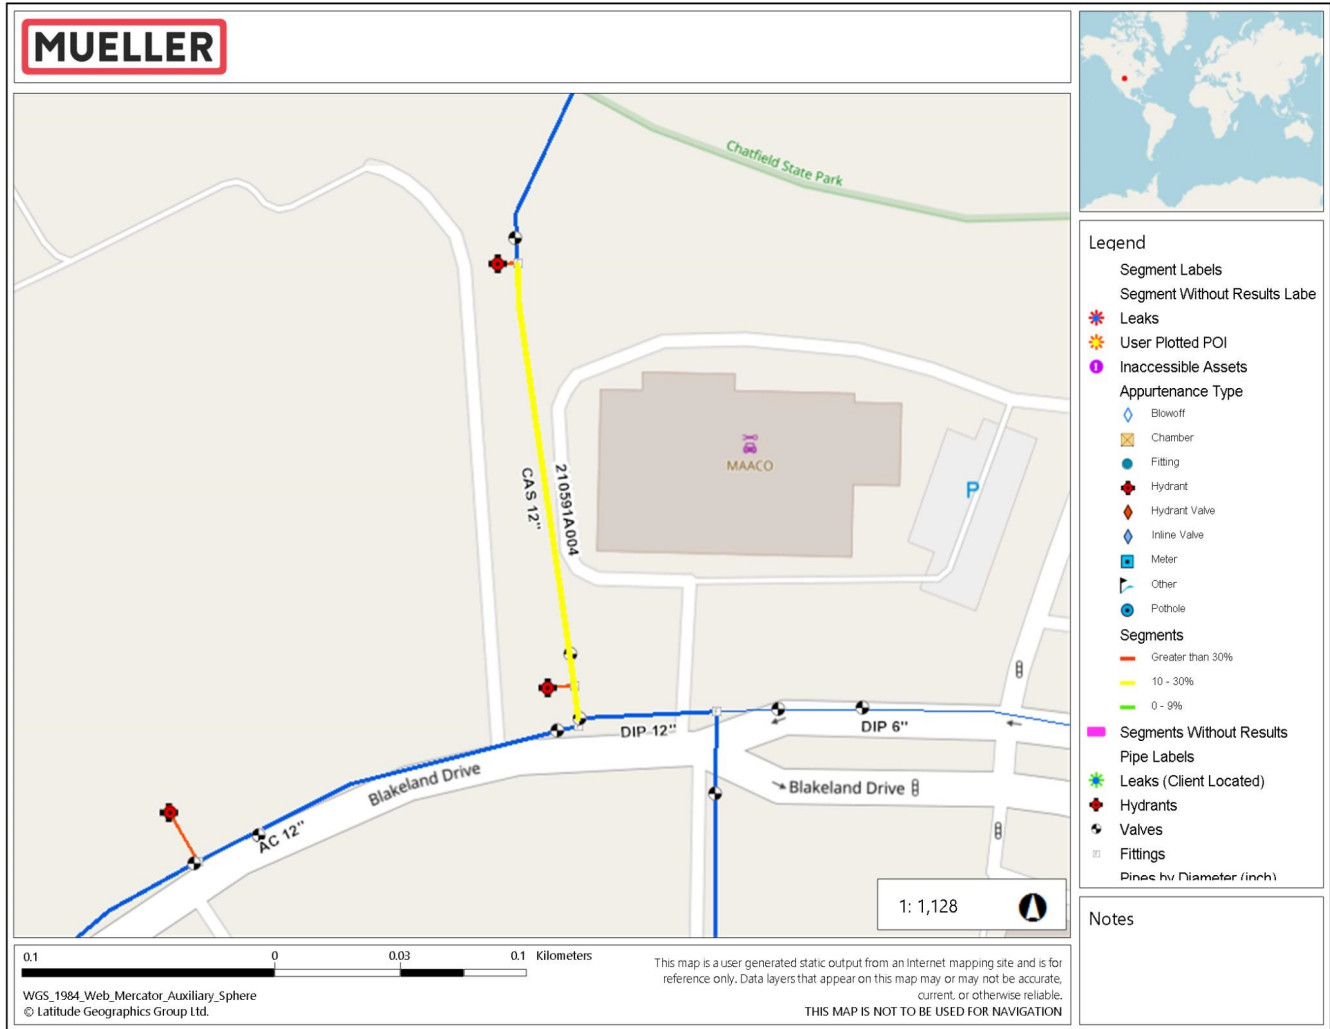 MUELLER
Chatfield State Park
CAS 12"
210591A004
MAACO
P
DIP 12"
DIP 6"
Blakeland Drive
Blakeland Drive
AC 12"
1: 1,128
Legend
Segment Labels
Segment Without Results Labe
Leaks
User Plotted POI
Inaccessible Assets
Appurtenance Type
Blowoff
Chamber
Fitting
Hydrant
Hydrant Valve
Inline Valve
Meter
Other
Pothole
Segments
Greater than 30%
10 - 30%
0 - 9%
Segments Without Results
Pipe Labels
Leaks (Client Located)
Hydrants
Valves
Fittings
Pipes by Diameter (inch)
Notes
0.1 0 0.03 0.1 Kilometers
WGS_1984_Web_Mercator_Auxiliary_Sphere
© Latitude Geographics Group Ltd.
This map is a user generated static output from an Internet mapping site and is for
reference only. Data layers that appear on this map may or may not be accurate,
current, or otherwise reliable.
THIS MAP IS NOT TO BE USED FOR NAVIGATION